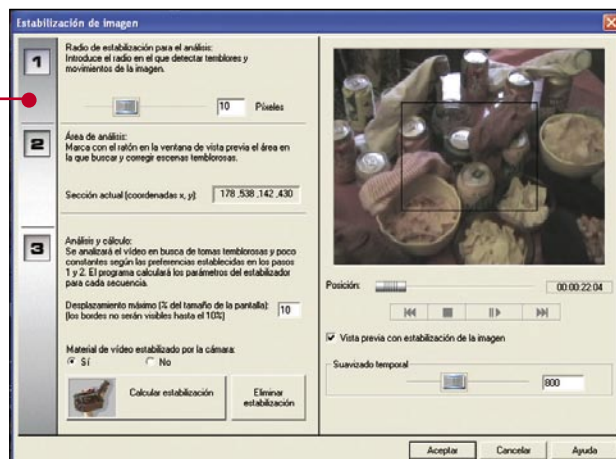 Estabilización de imagen
1
Radio de estabilización para el análisis:
Introduce el radio en el que detectar temblores y
movimientos de la imagen.
10 Píxeles
2
Área de análisis:
Marca con el ratón en la ventana de vista previa el área en
la que buscar y corregir escenas temblorosas.
Sección actual (coordenadas x, y): 178 ,538 ,142 ,430
3
Análisis y cálculo:
Se analizará el vídeo en busca de tomas temblorosas y poco
constantes según las preferencias establecidas en los pasos
1 y 2. El programa calculará los parámetros del estabilizador
para cada secuencia.
Desplazamiento máximo (% del tamaño de la pantalla):
(los bordes no serán visibles hasta el 10%)
10
Material de vídeo estabilizado por la cámara:
Sí No
Calcular estabilización
Eliminar
estabilización
Posición: 00:00:22:04
Vista previa con estabilización de la imagen
Suavizado temporal
800
Aceptar Cancelar Ayuda